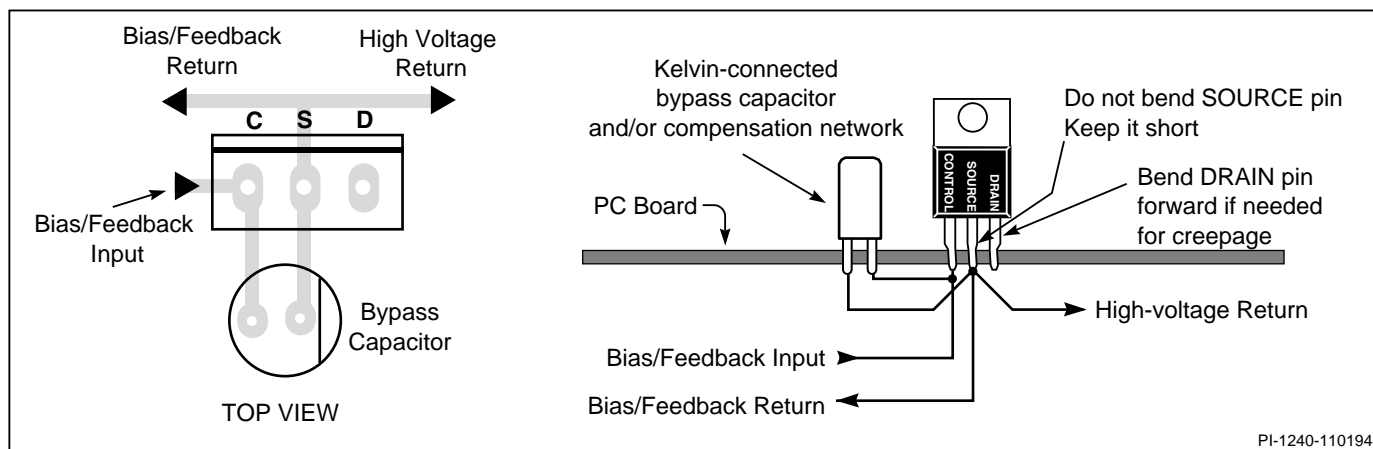 Bias/Feedback
Return
High Voltage
Return
C S D
Bias/Feedback
Input
Bypass
Capacitor
TOP VIEW
Kelvin-connected
bypass capacitor
and/or compensation network
PC Board
CONTROL
SOURCE
DRAIN
Do not bend SOURCE pin
Keep it short
Bend DRAIN pin
forward if needed
for creepage
High-voltage Return
Bias/Feedback Input
Bias/Feedback Return
PI-1240-110194